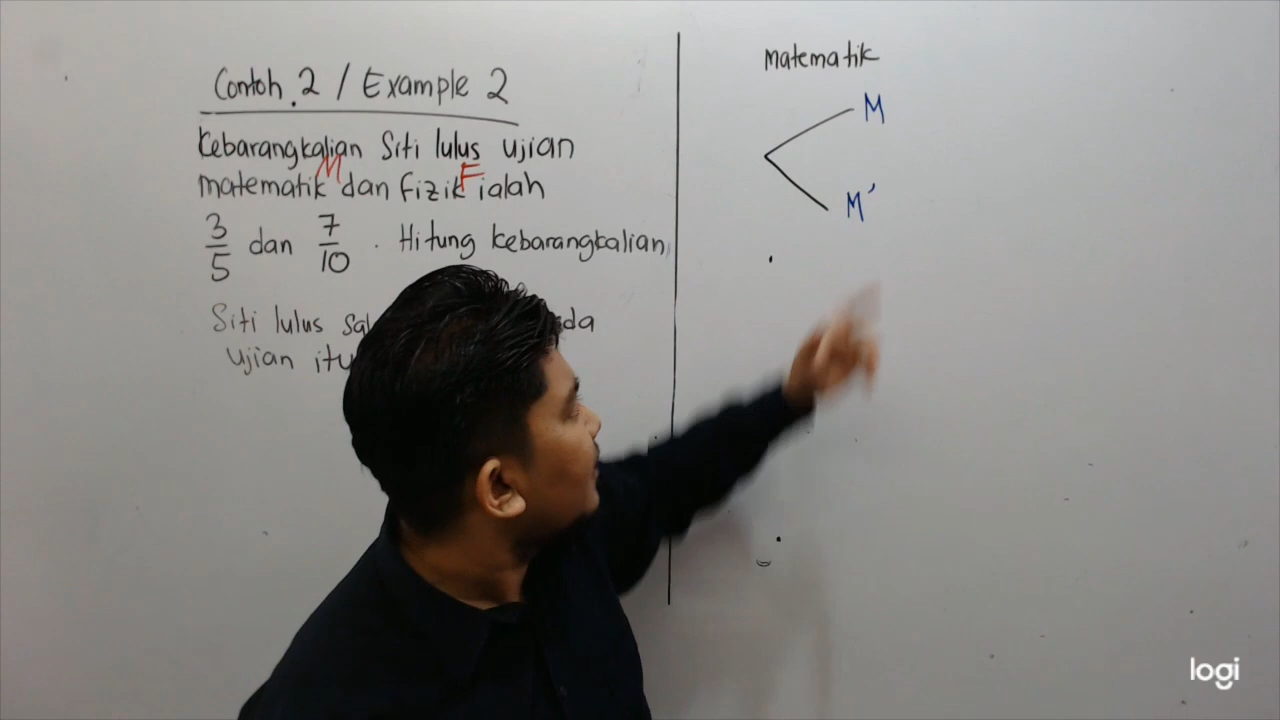 Contoh 2 / Example 2
Kebarangkalian Siti lulus ujian
M F
matematik dan fizik ialah
3/5 dan 7/10 . Hitung kebarangkalian
Siti lulus
ujian itu
matematik
M
M'
logi